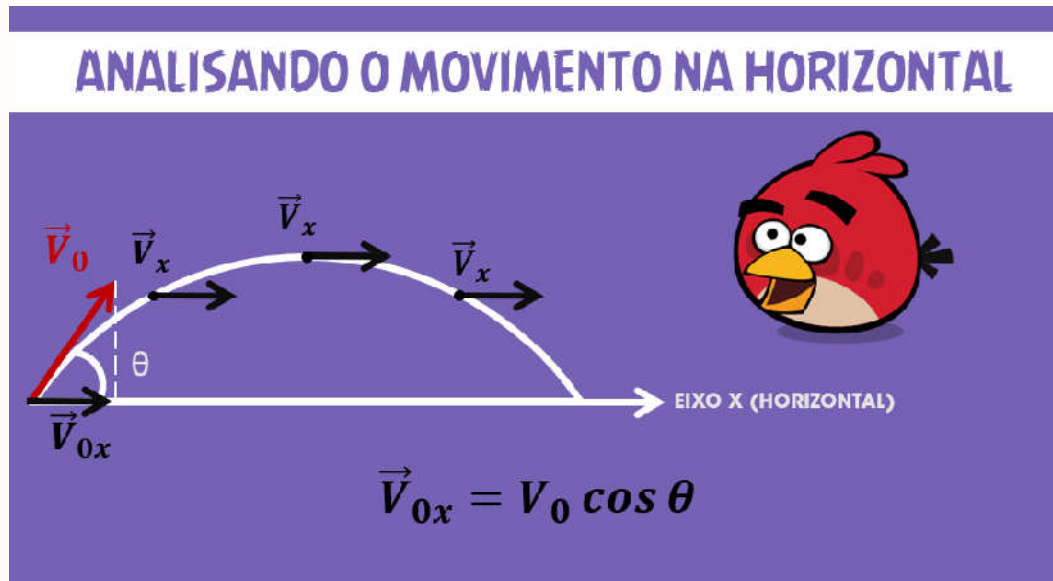 ANALISANDO O MOVIMENTO NA HORIZONTAL
V⃗ₓ
V⃗₀
V⃗ₓ
V⃗ₓ
θ
EIXO X (HORIZONTAL)
V⃗₀ₓ
V⃗₀ₓ = V₀ cos θ